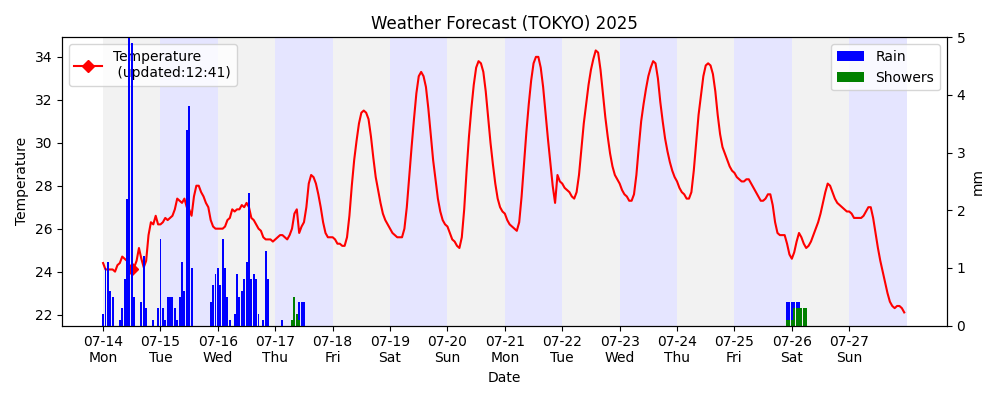 Weather Forecast (TOKYO) 2025
Temperature
(updated:12:41)
Rain
Showers
34
32
30
28
26
24
22
Temperature
5
4
3
2
1
0
mm
07-14 07-15 07-16 07-17 07-18 07-19 07-20 07-21 07-22 07-23 07-24 07-25 07-26 07-27
Mon Tue Wed Thu Fri Sat Sun Mon Tue Wed Thu Fri Sat Sun
Date